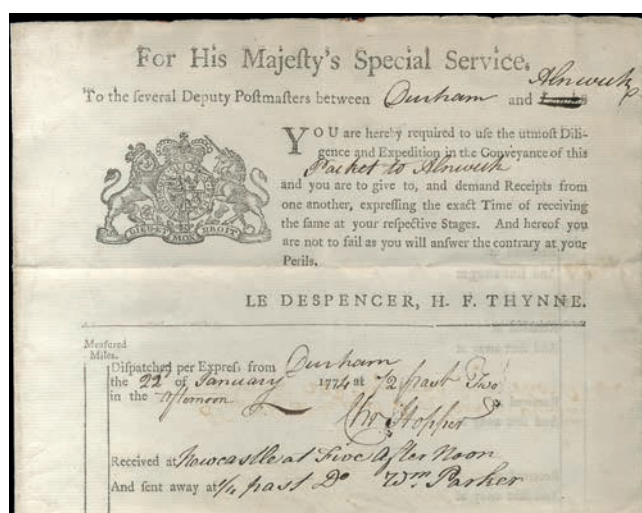 For His Majeſty's Special Service.
To the ſeveral Deputy Poſtmasters between Durham and Alnwick
YOU are hereby required to uſe the utmoſt Dili-
gence and Expedition in the Conveyance of this
Packet to Alnwick
and you are to give to, and demand Receipts from
one another, expreſſing the exact Time of receiving
the ſame at your reſpective Stages. And hereof you
are not to fail as you will anſwer the contrary at your
Perils.
DIEU ET MON DROIT
LE DESPENCER, H. F. THYNNE.
Meaſured
Miles.
Diſpatched per Expreſs from Durham
the 22d of January 1774 at 1/2 past Two
in the afternoon
Chr Hopper
Received at Newcastle at Five After Noon
And ſent away at 1/4 past Do Wm Parker